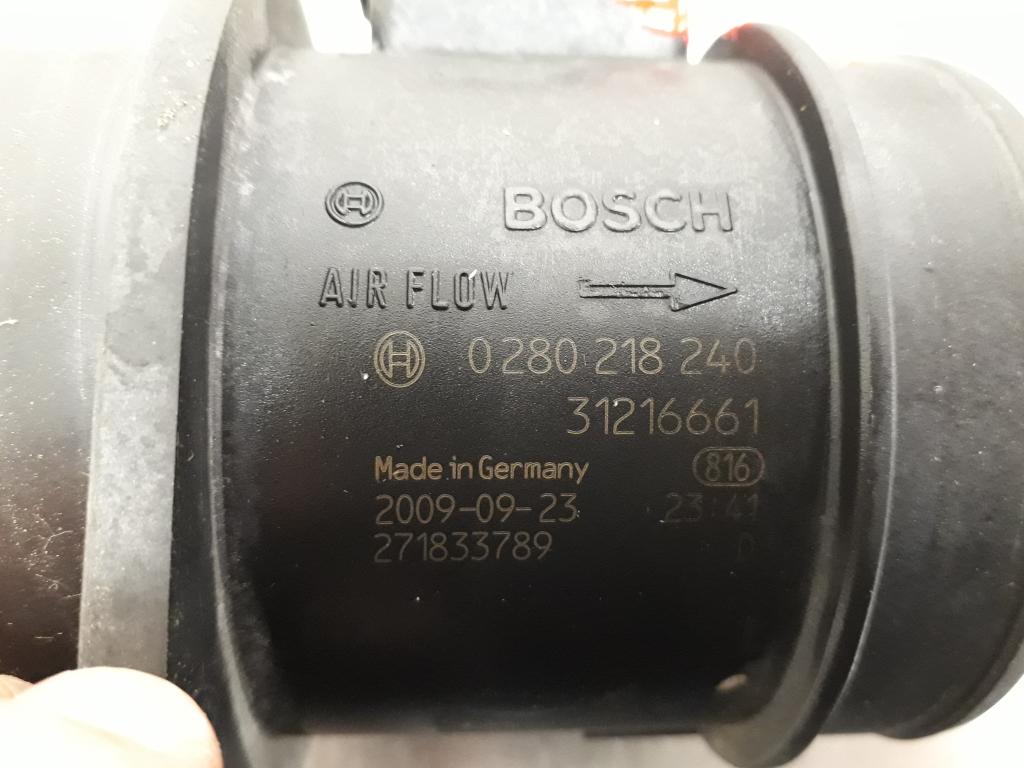 BOSCH
AIR FLOW
0 280 218 240
31216661
Made in Germany 816
2009-09-23 23:41
271833789 D